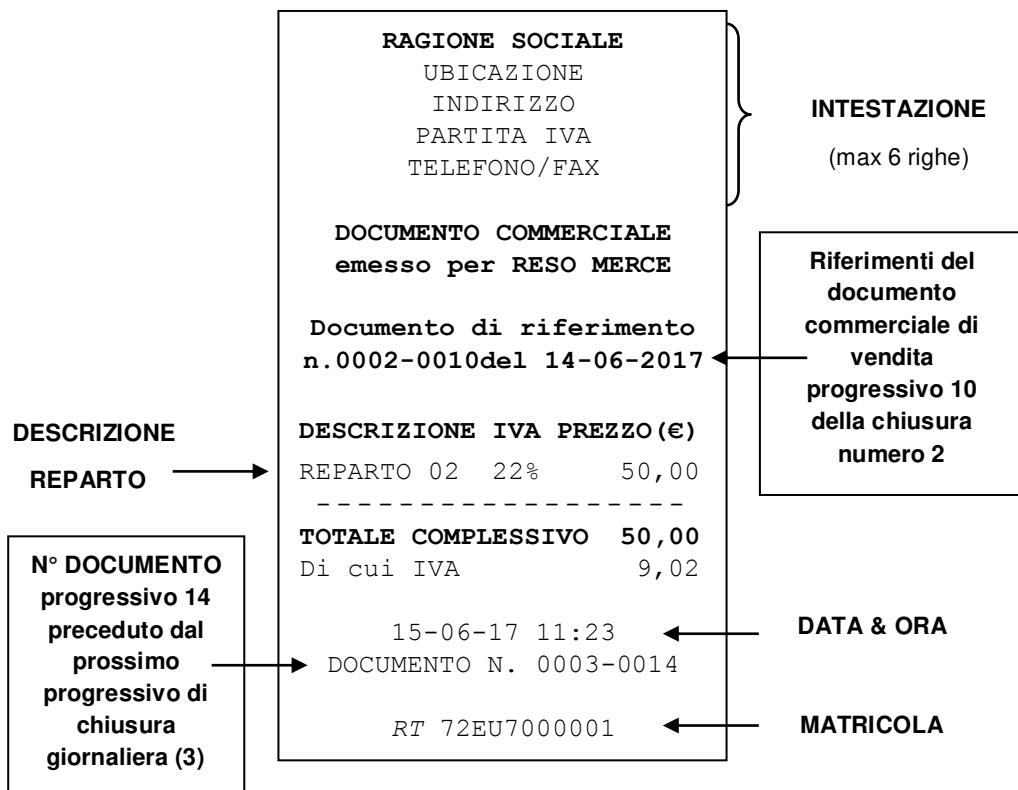 RAGIONE SOCIALE
UBICAZIONE
INDIRIZZO
PARTITA IVA
TELEFONO/FAX
INTESTAZIONE
(max 6 righe)
DOCUMENTO COMMERCIALE
emesso per RESO MERCE
Documento di riferimento
n.0002-0010del 14-06-2017
Riferimenti del
documento
commerciale di
vendita
progressivo 10
della chiusura
numero 2
DESCRIZIONE
REPARTO
DESCRIZIONE IVA PREZZO(€)
REPARTO 02 22% 50,00
- - - - - - - - - - - - - - - - - -
TOTALE COMPLESSIVO 50,00
Di cui IVA 9,02
N° DOCUMENTO
progressivo 14
preceduto dal
prossimo
progressivo di
chiusura
giornaliera (3)
15-06-17 11:23
DATA & ORA
DOCUMENTO N. 0003-0014
RT 72EU7000001
MATRICOLA